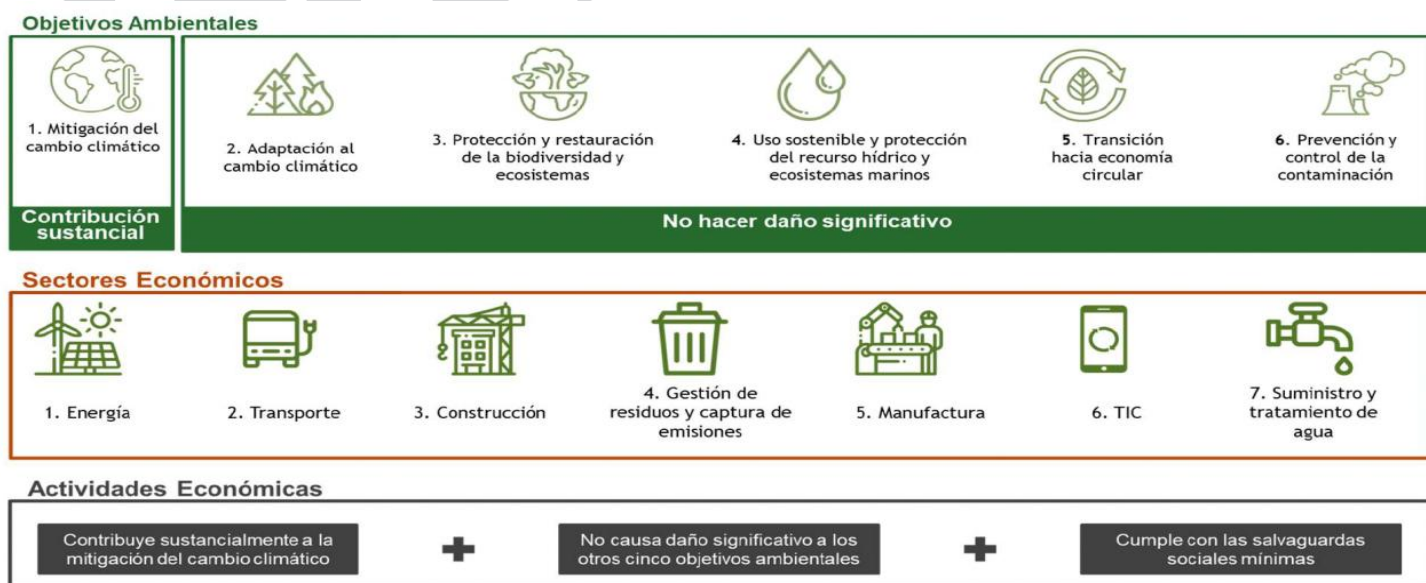 Objetivos Ambientales
1. Mitigación del
cambio climático
2. Adaptación al
cambio climático
3. Protección y restauración
de la biodiversidad y
ecosistemas
4. Uso sostenible y protección
del recurso hídrico y
ecosistemas marinos
5. Transición
hacia economía
circular
6. Prevención y
control de la
contaminación
Contribución
sustancial
No hacer daño significativo
Sectores Económicos
1. Energía
2. Transporte
3. Construcción
4. Gestión de
residuos y captura de
emisiones
5. Manufactura
6. TIC
7. Suministro y
tratamiento de
agua
Actividades Económicas
Contribuye sustancialmente a la
mitigación del cambio climático
No causa daño significativo a los
otros cinco objetivos ambientales
Cumple con las salvaguardas
sociales mínimas